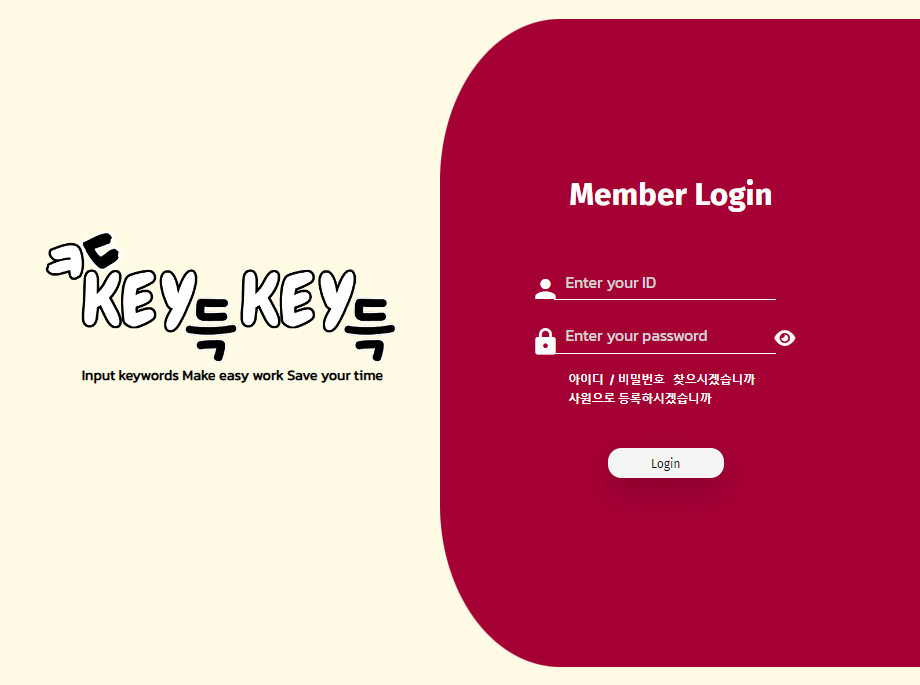 키득
KEY득KEY득
Input keywords Make easy work Save your time
Member Login
Enter your ID
Enter your password
아이디 / 비밀번호 찾으시겠습니까
사원으로 등록하시겠습니까
Login